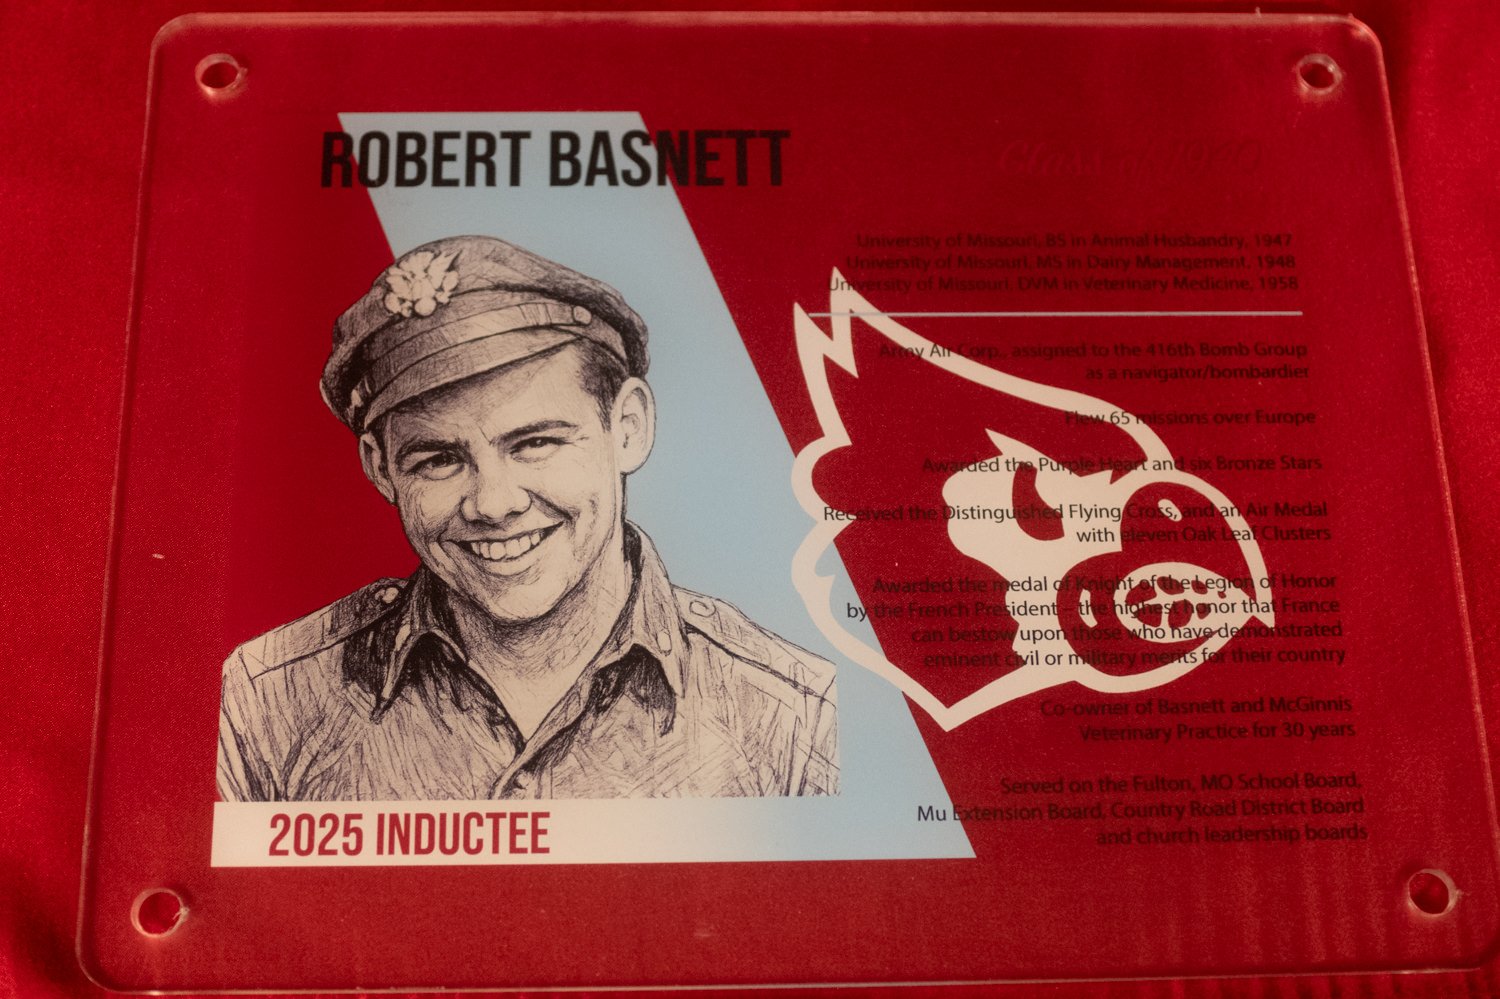 ROBERT BASNETT
Class of
University of Missouri, BS in Animal Husbandry, 1947
University of Missouri, MS in Dairy Management, 1948
University of Missouri, DVM in Veterinary Medicine, 1958
Army Air Corp., assigned to the 416th Bomb Group
as a navigator/bombardier
Flew 65 missions over Europe
Awarded the Purple Heart and six Bronze Stars
Received the Distinguished Flying Cross, and an Air Medal
with eleven Oak Leaf Clusters
Awarded the medal of Knight of the Legion of Honor
by the French President – the highest honor that France
can bestow upon those who have demonstrated
eminent civil or military merits for their country
Co-owner of Basnett and McGinnis
Veterinary Practice for 30 years
Served on the Fulton, MO School Board,
Mu Extension Board, Country Road District Board
and church leadership boards
2025 INDUCTEE